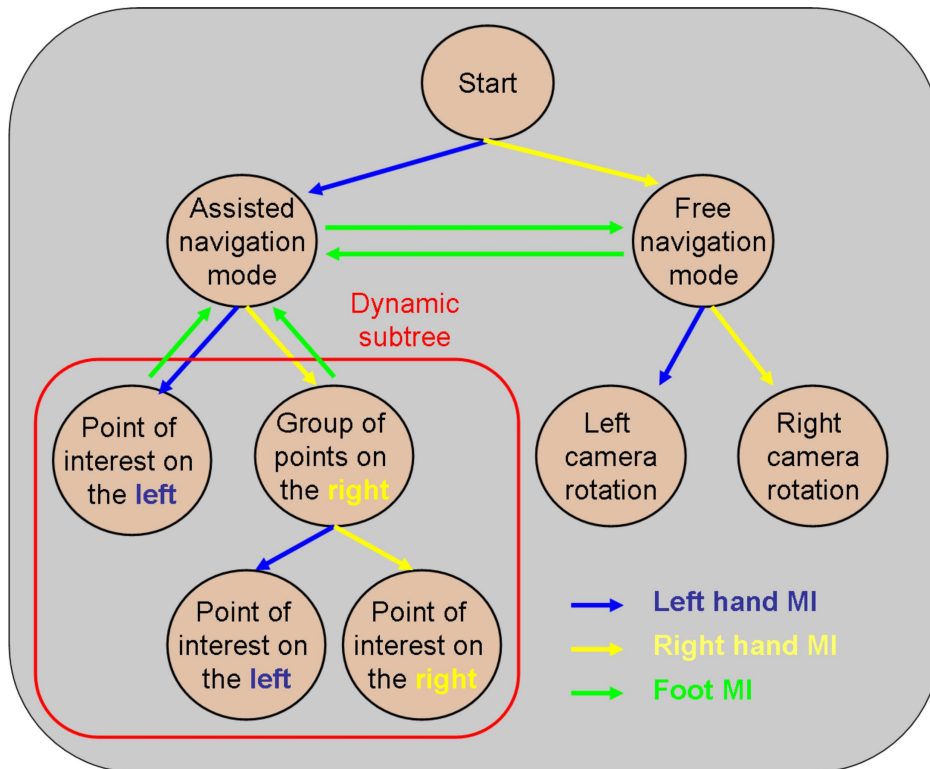 Start
Assisted
navigation
mode
Free
navigation
mode
Dynamic
subtree
Point of
interest on
the left
Group of
points on
the right
Left
camera
rotation
Right
camera
rotation
Point of
interest on
the left
Point of
interest on
the right
Left hand MI
Right hand MI
Foot MI